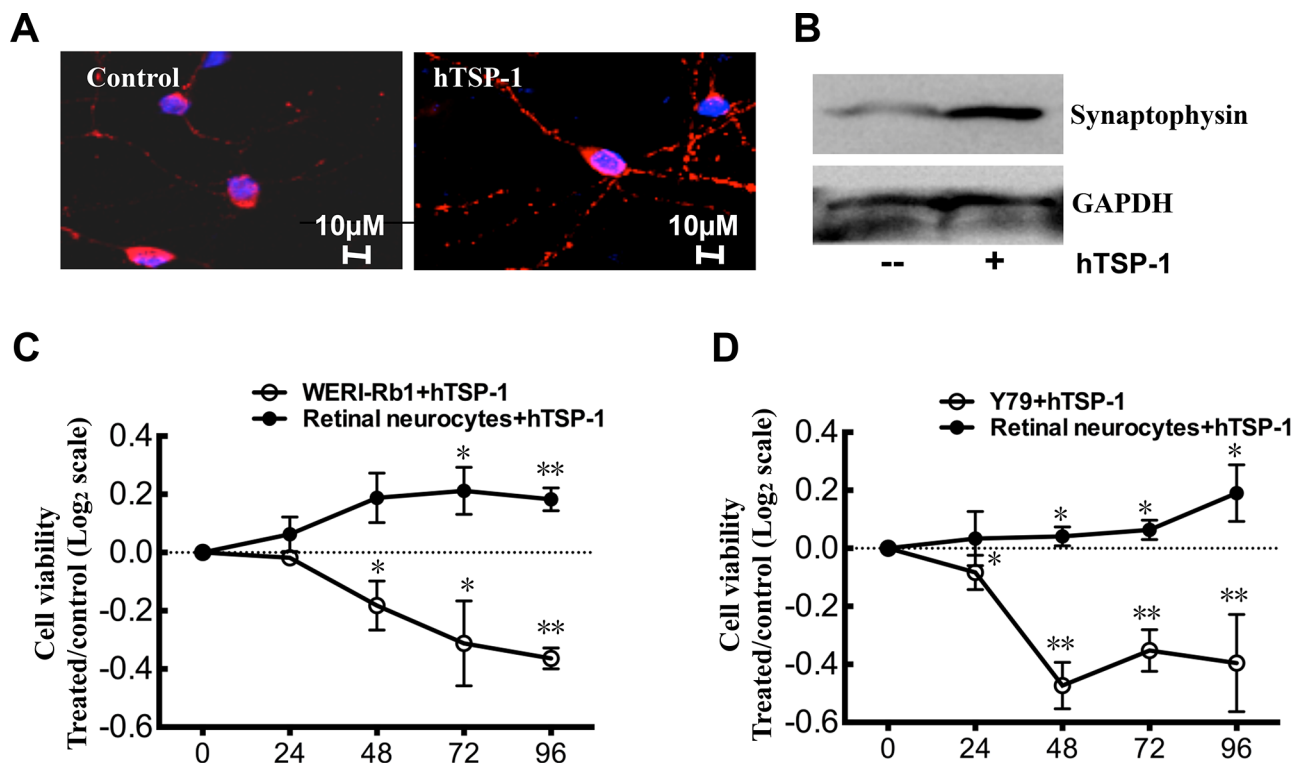 A
Control
10µM
hTSP-1
10µM
B
Synaptophysin
GAPDH
-- + hTSP-1
C
WERI-Rb1+hTSP-1
Retinal neurocytes+hTSP-1
Cell viability
Treated/control (Log₂ scale)
0.4
0.2
0.0
-0.2
-0.4
-0.6
* **
* * **
0 24 48 72 96
D
Y79+hTSP-1
Retinal neurocytes+hTSP-1
Cell viability
Treated/control (Log₂ scale)
0.4
0.2
0.0
-0.2
-0.4
-0.6
* * *
* ** ** **
0 24 48 72 96